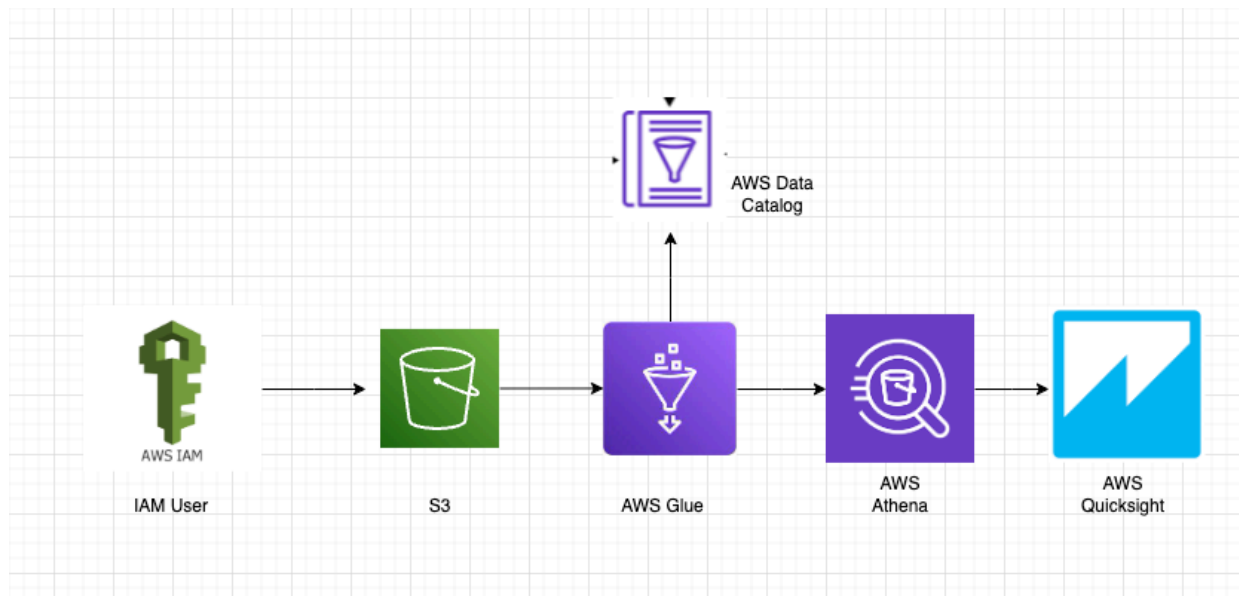 AWS Data
Catalog
AWS IAM
IAM User
S3
AWS Glue
AWS
Athena
AWS
Quicksight